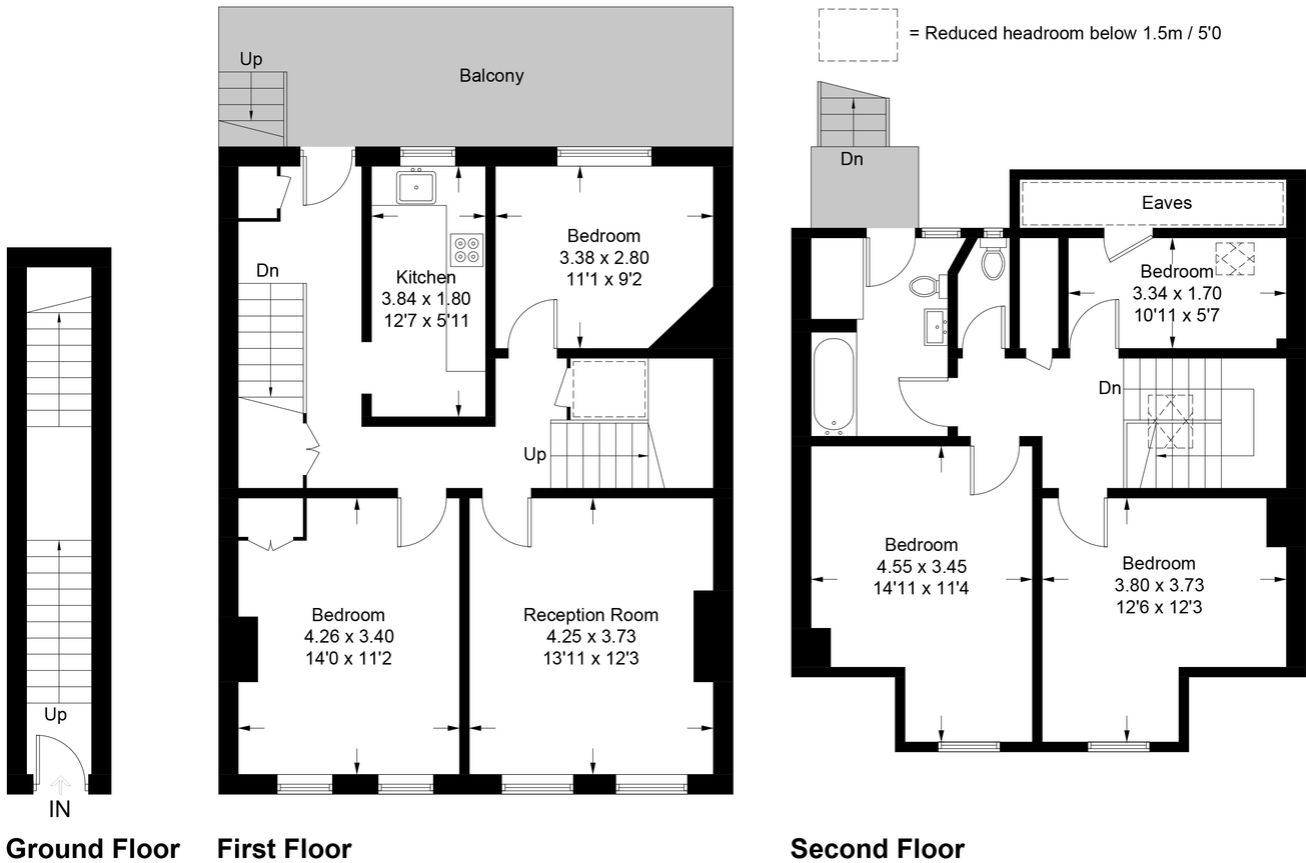 = Reduced headroom below 1.5m / 5'0
Up
Balcony
Dn
Eaves
Bedroom
3.38 x 2.80
11'1 x 9'2
Kitchen
3.84 x 1.80
12'7 x 5'11
Dn
Bedroom
3.34 x 1.70
10'11 x 5'7
Dn
Up
Bedroom
4.55 x 3.45
14'11 x 11'4
Bedroom
3.80 x 3.73
12'6 x 12'3
Bedroom
4.26 x 3.40
14'0 x 11'2
Reception Room
4.25 x 3.73
13'11 x 12'3
Up
IN
Ground Floor
First Floor
Second Floor